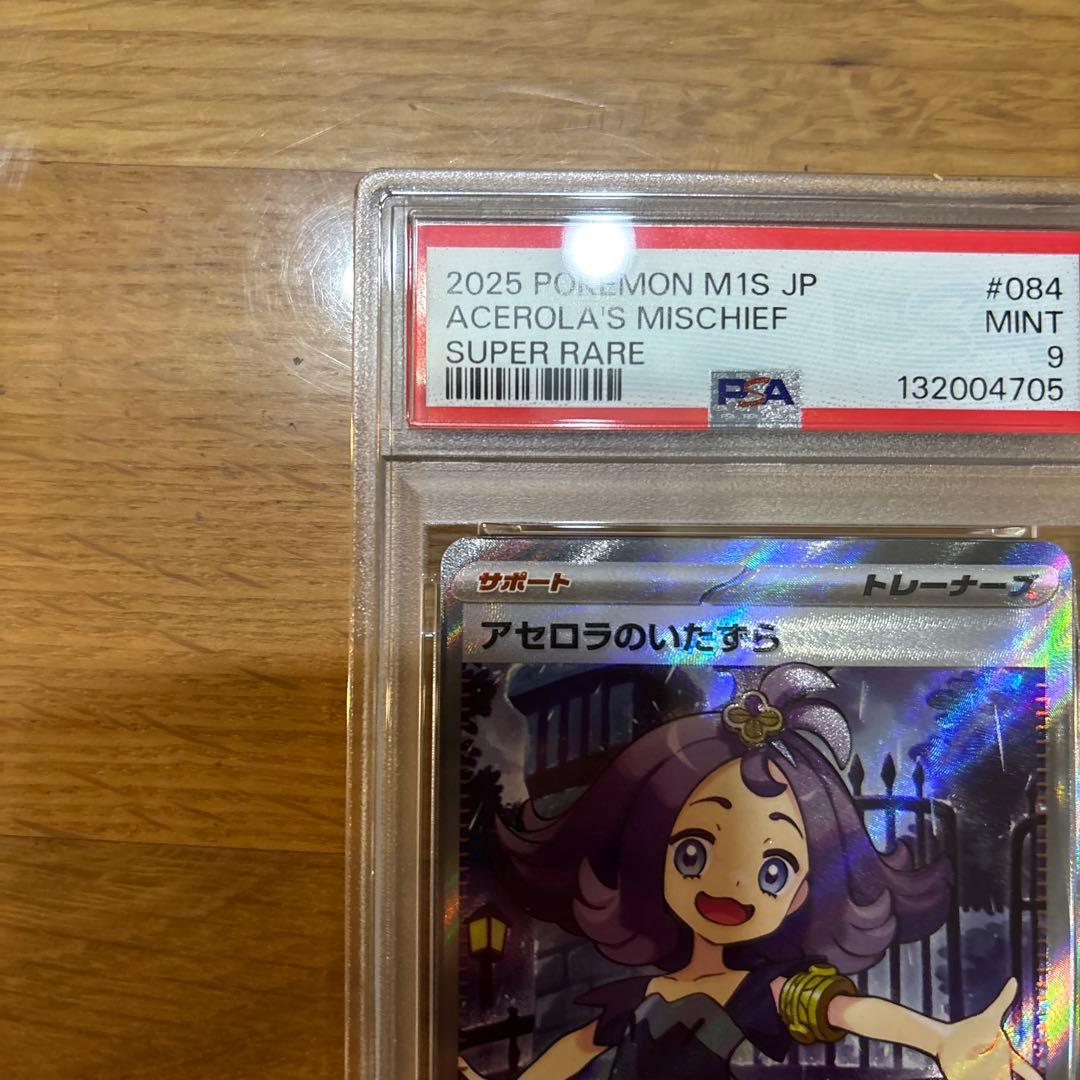 2025 POKEMON M1S JP #084
ACEROLA'S MISCHIEF MINT
SUPER RARE 9
PSA 132004705
サポート トレーナーズ
アセロラのいたずら